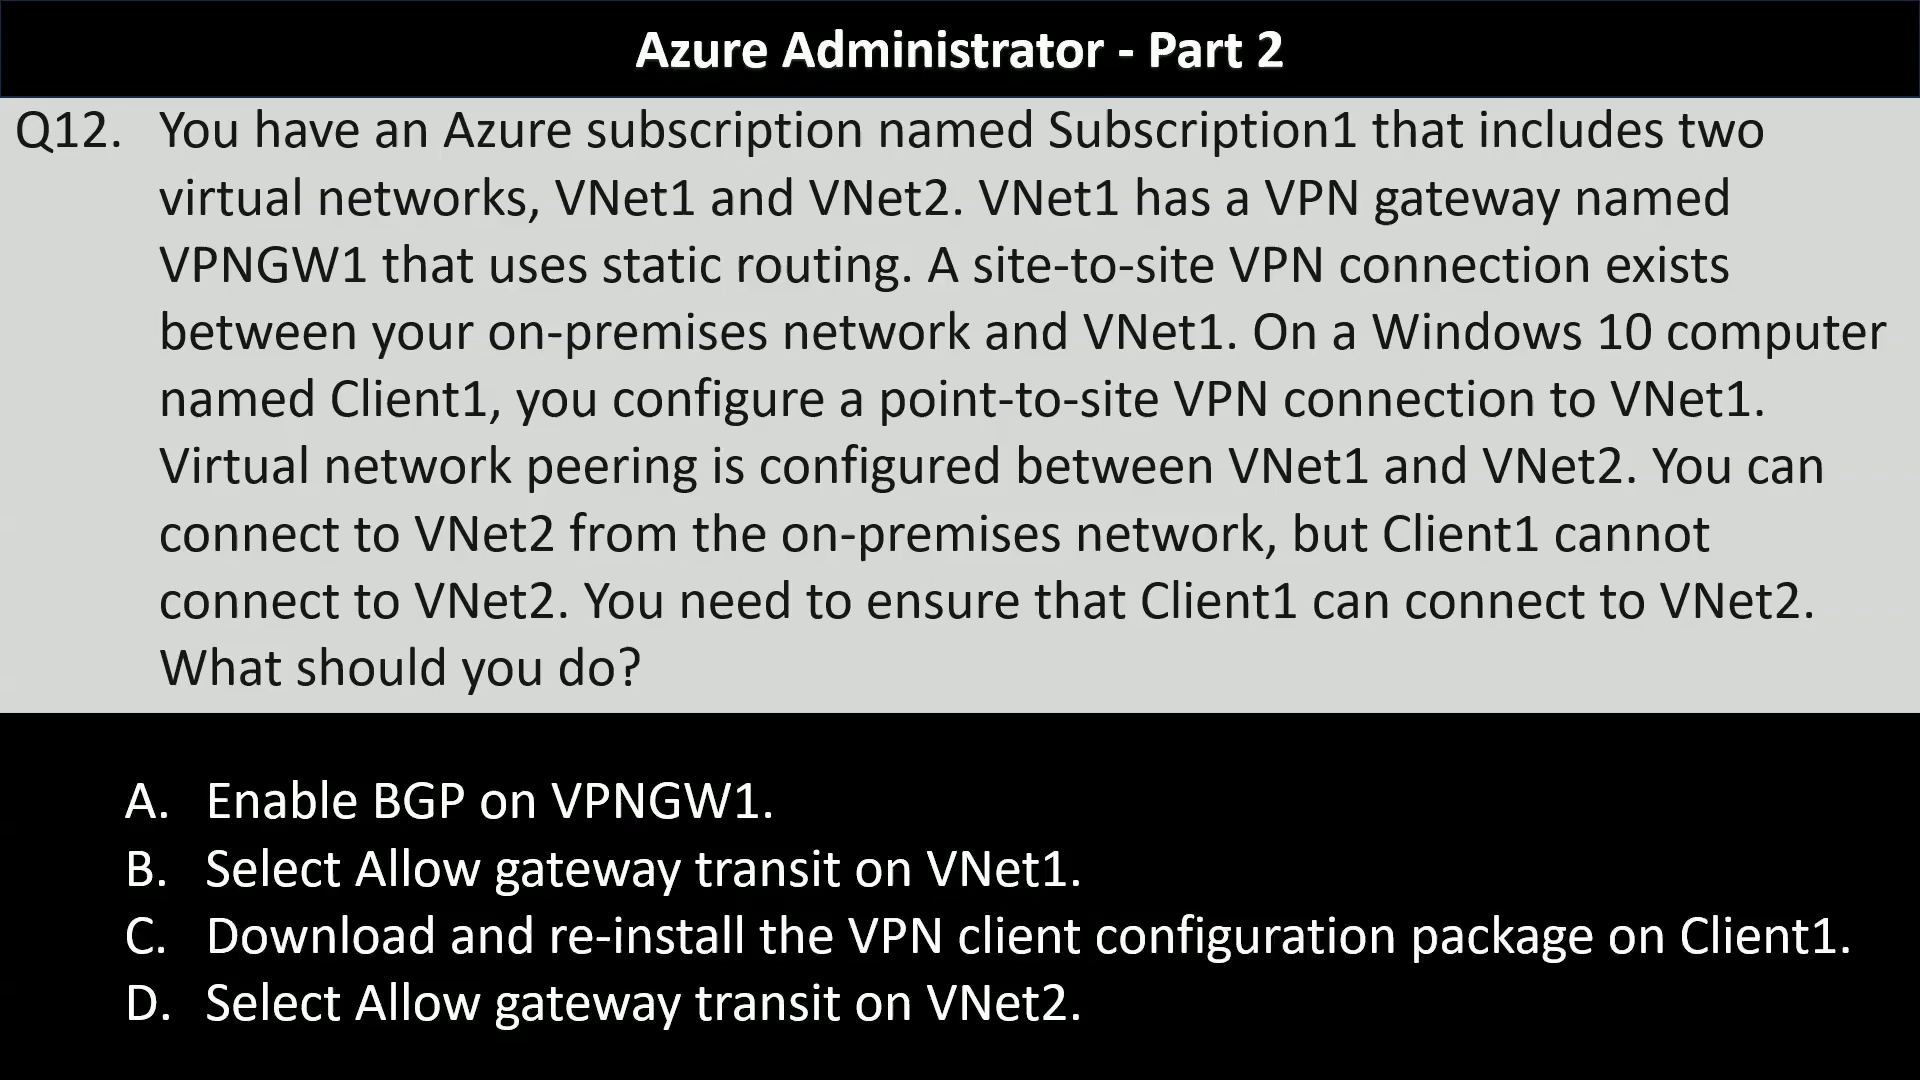 Azure Administrator - Part 2
Q12. You have an Azure subscription named Subscription1 that includes two
virtual networks, VNet1 and VNet2. VNet1 has a VPN gateway named
VPNGW1 that uses static routing. A site-to-site VPN connection exists
between your on-premises network and VNet1. On a Windows 10 computer
named Client1, you configure a point-to-site VPN connection to VNet1.
Virtual network peering is configured between VNet1 and VNet2. You can
connect to VNet2 from the on-premises network, but Client1 cannot
connect to VNet2. You need to ensure that Client1 can connect to VNet2.
What should you do?
A. Enable BGP on VPNGW1.
B. Select Allow gateway transit on VNet1.
C. Download and re-install the VPN client configuration package on Client1.
D. Select Allow gateway transit on VNet2.